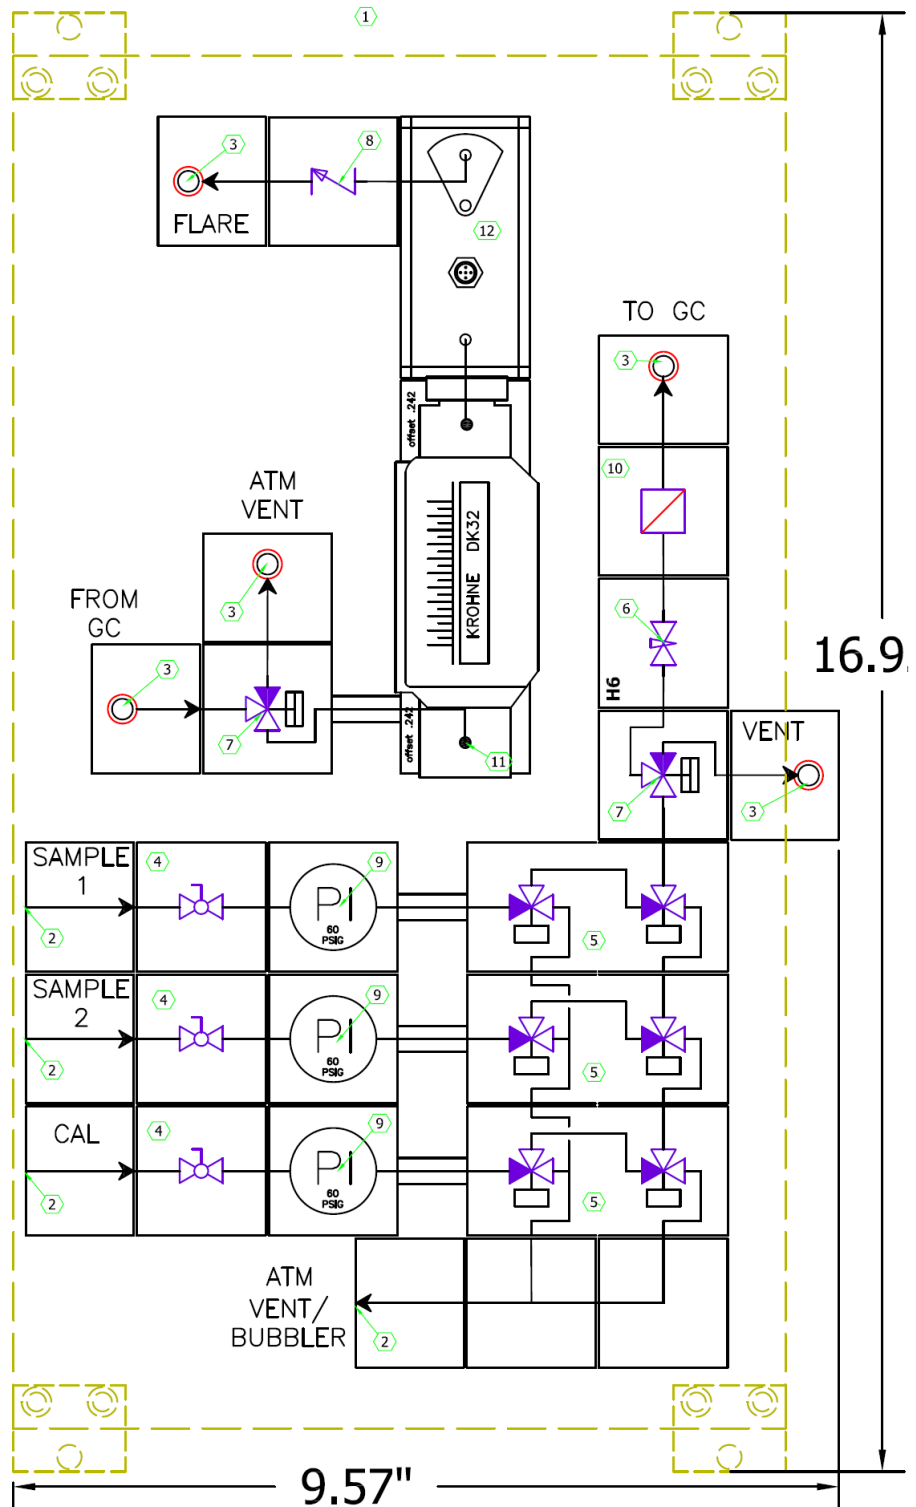 1
3
8
FLARE
12
TO GC
3
offset .242
10
ATM
VENT
KROHNE DK32
3
6
FROM
GC
3
H6
16.9
offset .242
7
11
VENT
7
3
SAMPLE
1
4
9
PI
60
PSIG
2
5
SAMPLE
2
4
9
PI
60
PSIG
2
5
CAL
4
9
PI
60
PSIG
2
5
ATM
VENT/
BUBBLER
2
9.57"